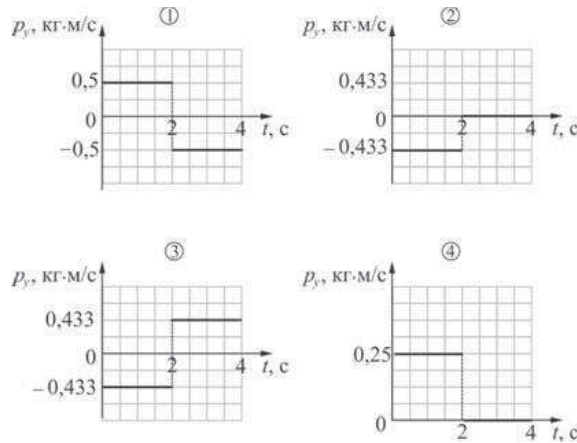 ①
p_y, кг·м/с
0,5
0
−0,5
2
4
t, с
②
p_y, кг·м/с
0,433
0
−0,433
2
4
t, с
③
p_y, кг·м/с
0,433
0
−0,433
2
4
t, с
④
p_y, кг·м/с
0,25
0
2
4
t, с